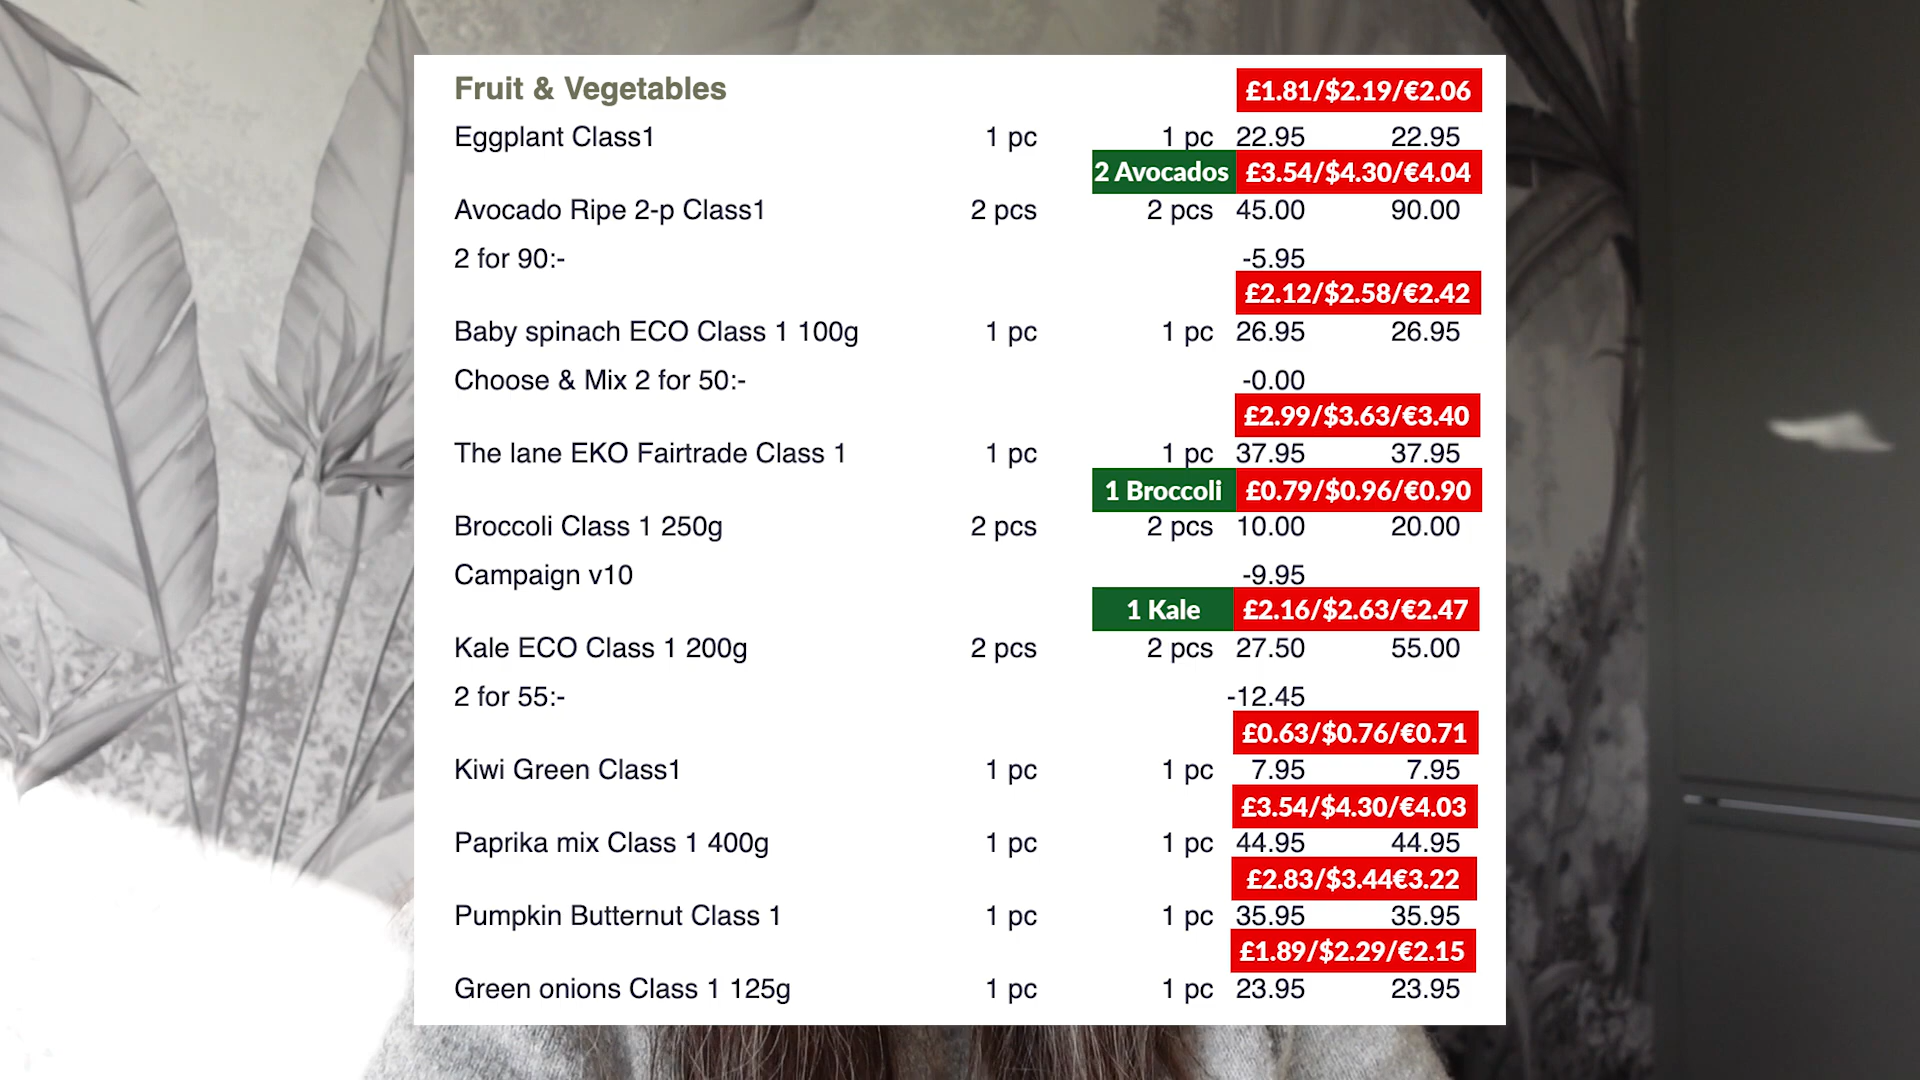 Fruit & Vegetables £1.81/$2.19/€2.06
Eggplant Class1 1 pc 1 pc 22.95 22.95
2 Avocados £3.54/$4.30/€4.04
Avocado Ripe 2-p Class1 2 pcs 2 pcs 45.00 90.00
2 for 90:- -5.95
£2.12/$2.58/€2.42
Baby spinach ECO Class 1 100g 1 pc 1 pc 26.95 26.95
Choose & Mix 2 for 50:- -0.00
£2.99/$3.63/€3.40
The lane EKO Fairtrade Class 1 1 pc 1 pc 37.95 37.95
1 Broccoli £0.79/$0.96/€0.90
Broccoli Class 1 250g 2 pcs 2 pcs 10.00 20.00
Campaign v10 -9.95
1 Kale £2.16/$2.63/€2.47
Kale ECO Class 1 200g 2 pcs 2 pcs 27.50 55.00
2 for 55:- -12.45
£0.63/$0.76/€0.71
Kiwi Green Class1 1 pc 1 pc 7.95 7.95
£3.54/$4.30/€4.03
Paprika mix Class 1 400g 1 pc 1 pc 44.95 44.95
£2.83/$3.44€3.22
Pumpkin Butternut Class 1 1 pc 1 pc 35.95 35.95
£1.89/$2.29/€2.15
Green onions Class 1 125g 1 pc 1 pc 23.95 23.95